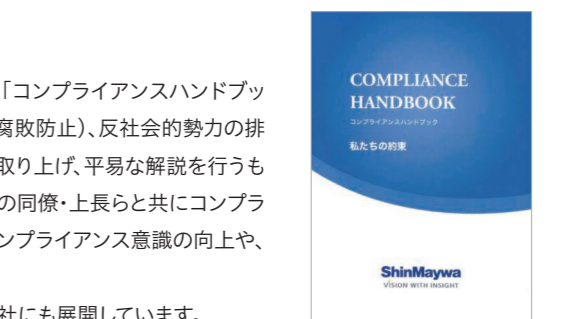 「コンプライアンスハンドブッ
腐敗防止)、反社会的勢力の排
取り上げ、平易な解説を行うも
の同僚・上長らと共にコンプラ
ンプライアンス意識の向上や、
社にも展開しています。
COMPLIANCE
HANDBOOK
コンプライアンスハンドブック
私たちの約束
ShinMaywa
VISION WITH INSIGHT